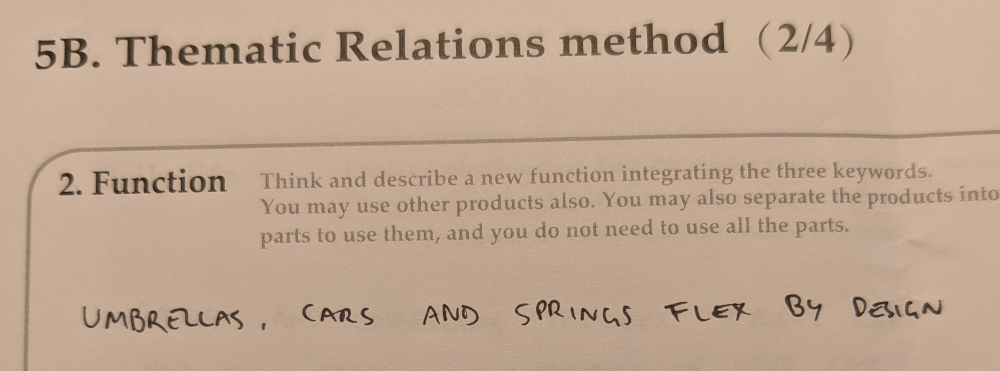 5B. Thematic Relations method (2/4)
2. Function Think and describe a new function integrating the three keywords.
You may use other products also. You may also separate the products into
parts to use them, and you do not need to use all the parts.
UMBRELLAS, CARS AND SPRINGS FLEX BY DESIGN